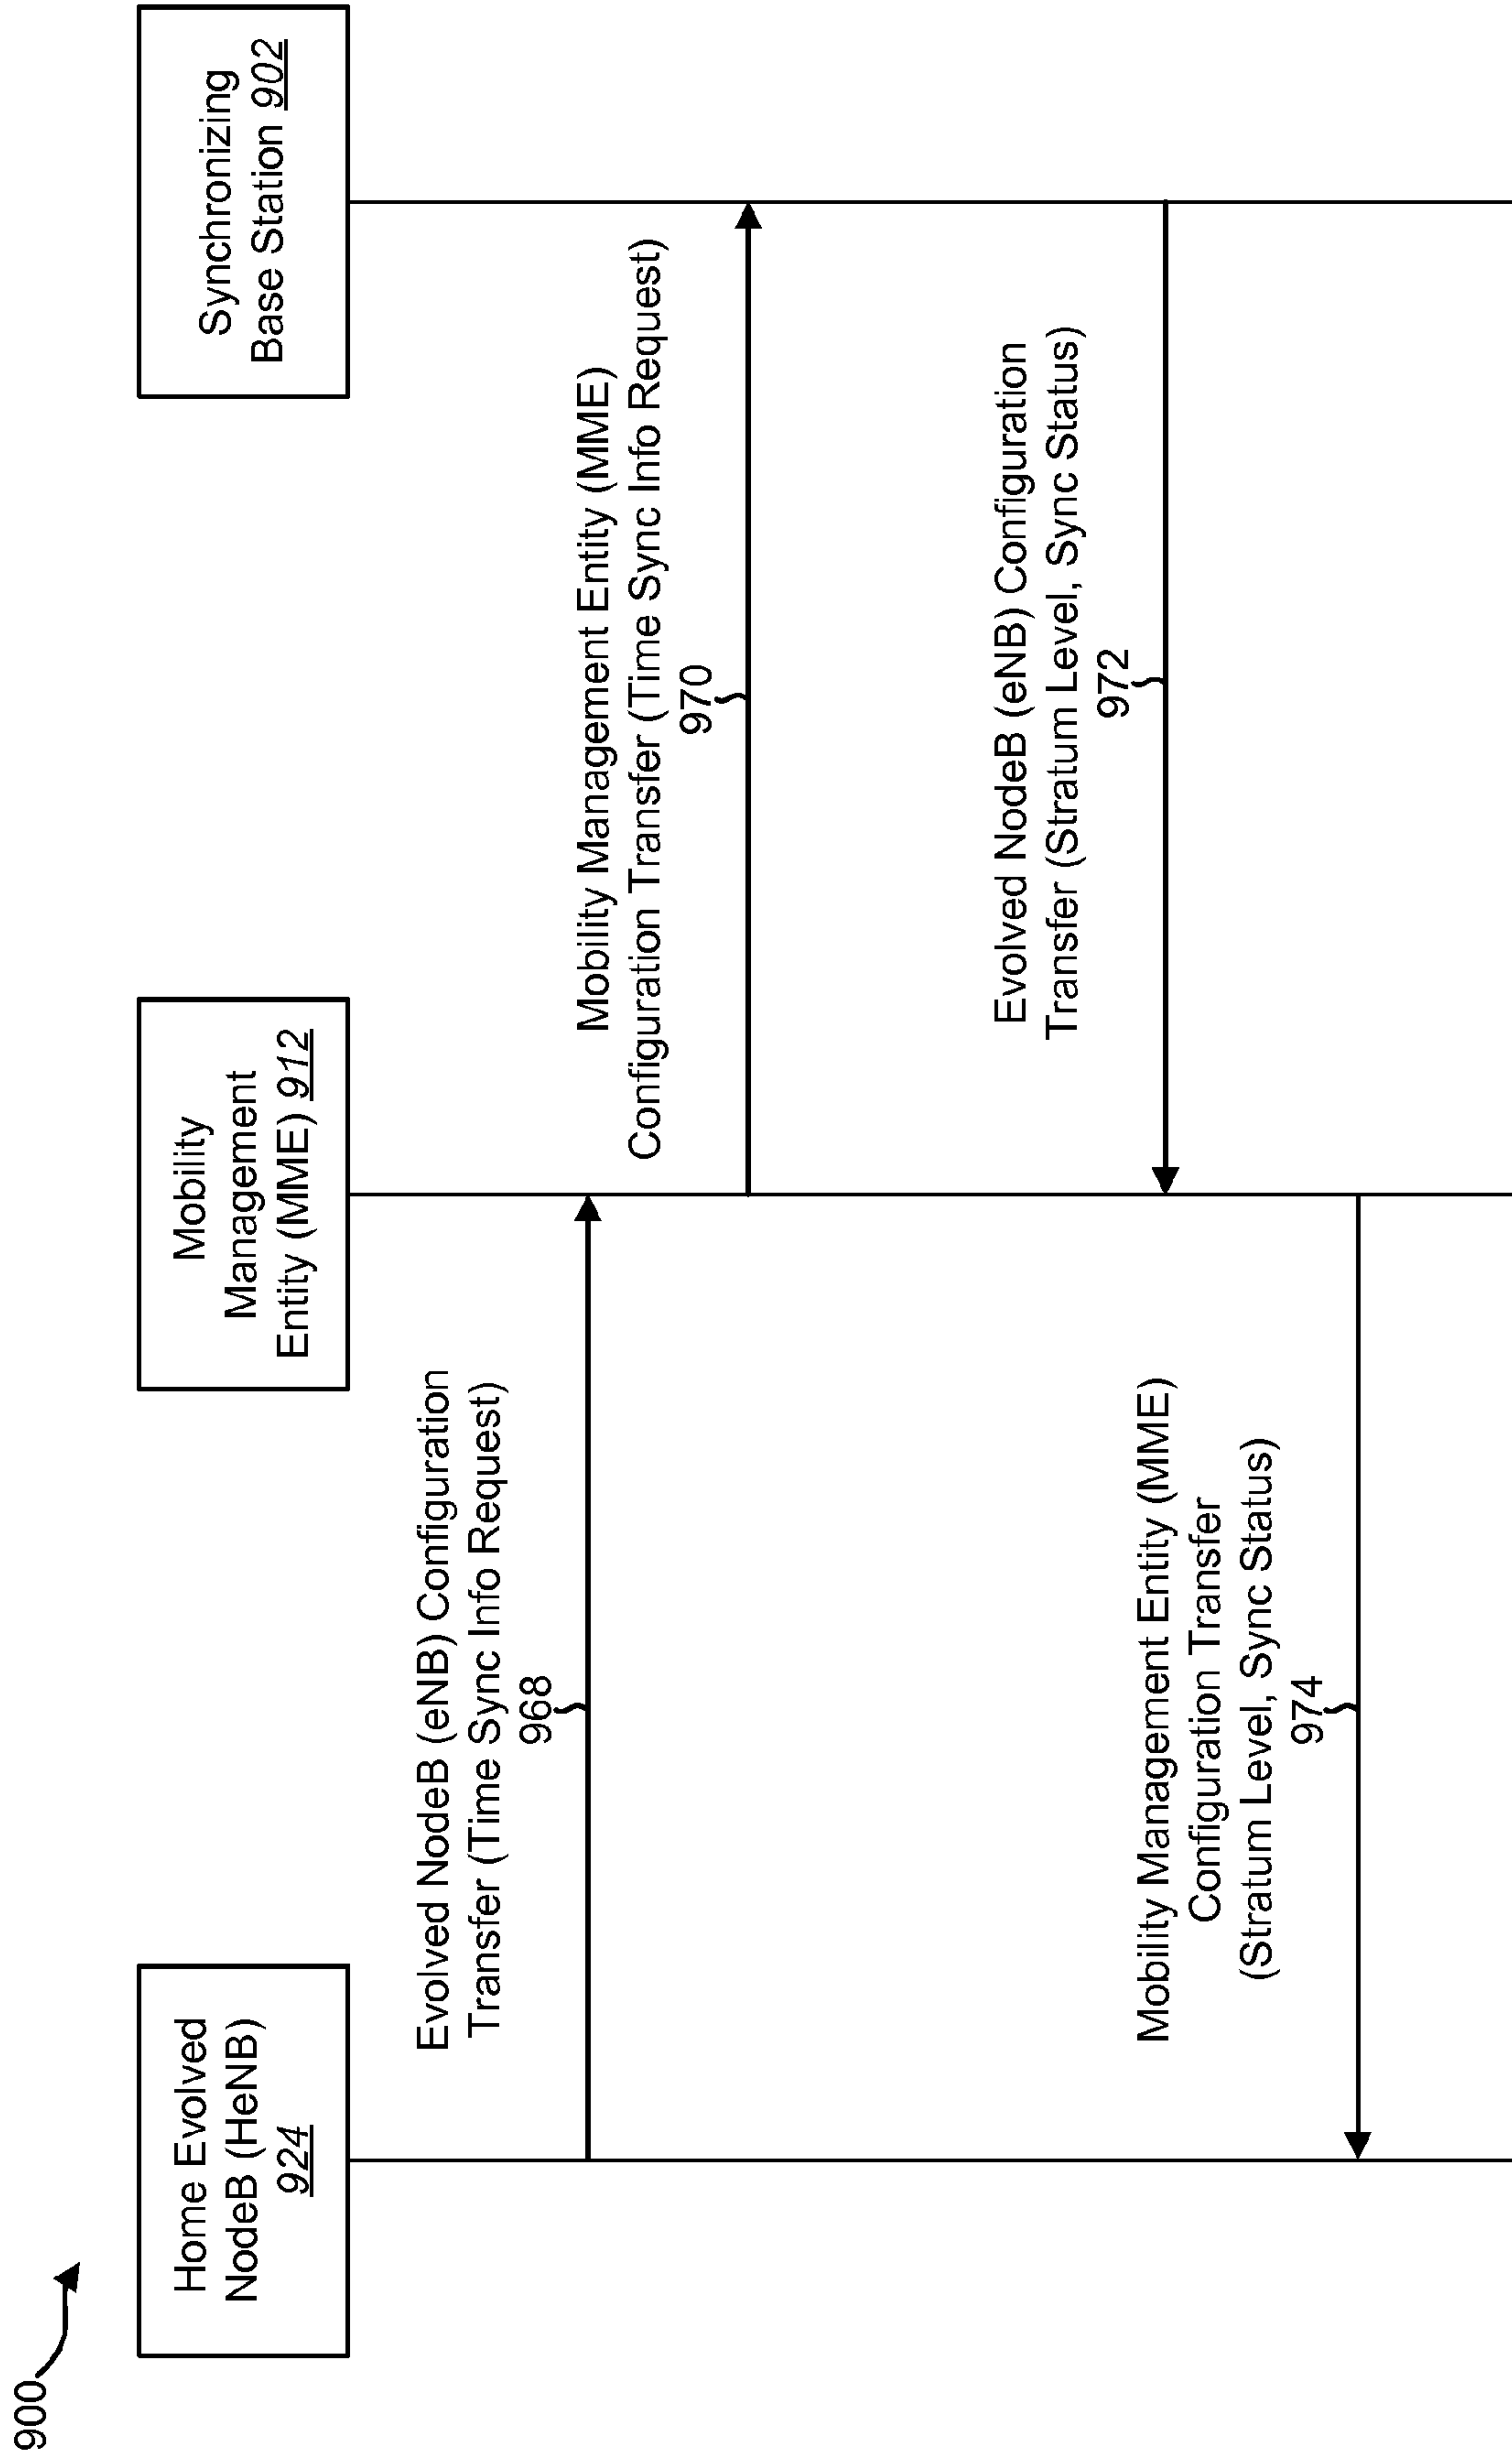 900
Home Evolved
NodeB (HeNB)
924
Mobility
Management
Entity (MME) 912
Synchronizing
Base Station 902
Evolved NodeB (eNB) Configuration
Transfer (Time Sync Info Request)
968
Mobility Management Entity (MME)
Configuration Transfer (Time Sync Info Request)
970
Evolved NodeB (eNB) Configuration
Transfer (Stratum Level, Sync Status)
972
Mobility Management Entity (MME)
Configuration Transfer
(Stratum Level, Sync Status)
974